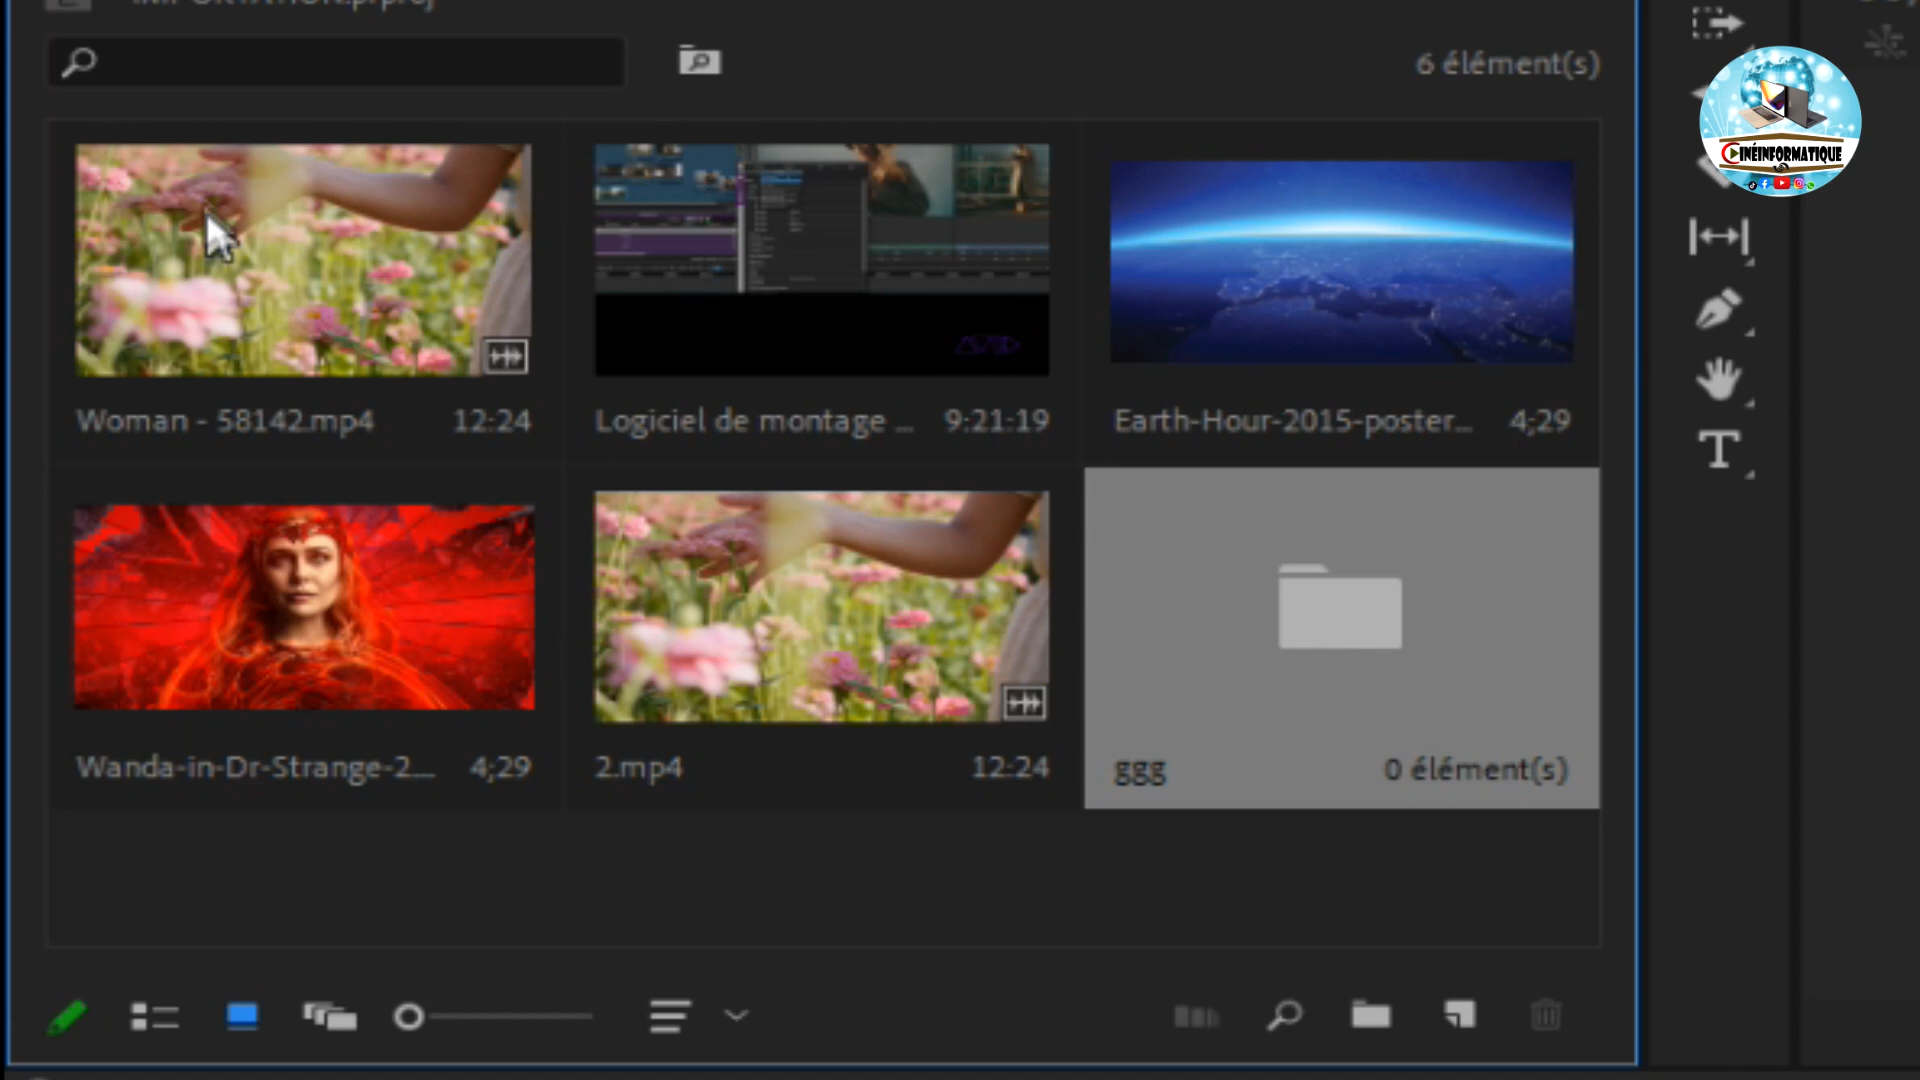 6 élément(s)
CINÉINFORMATIQUE
Woman - 58142.mp4 12:24
Logiciel de montage ... 9:21:19
Earth-Hour-2015-poster... 4;29
Wanda-in-Dr-Strange-2... 4;29
2.mp4 12:24
ggg 0 élément(s)